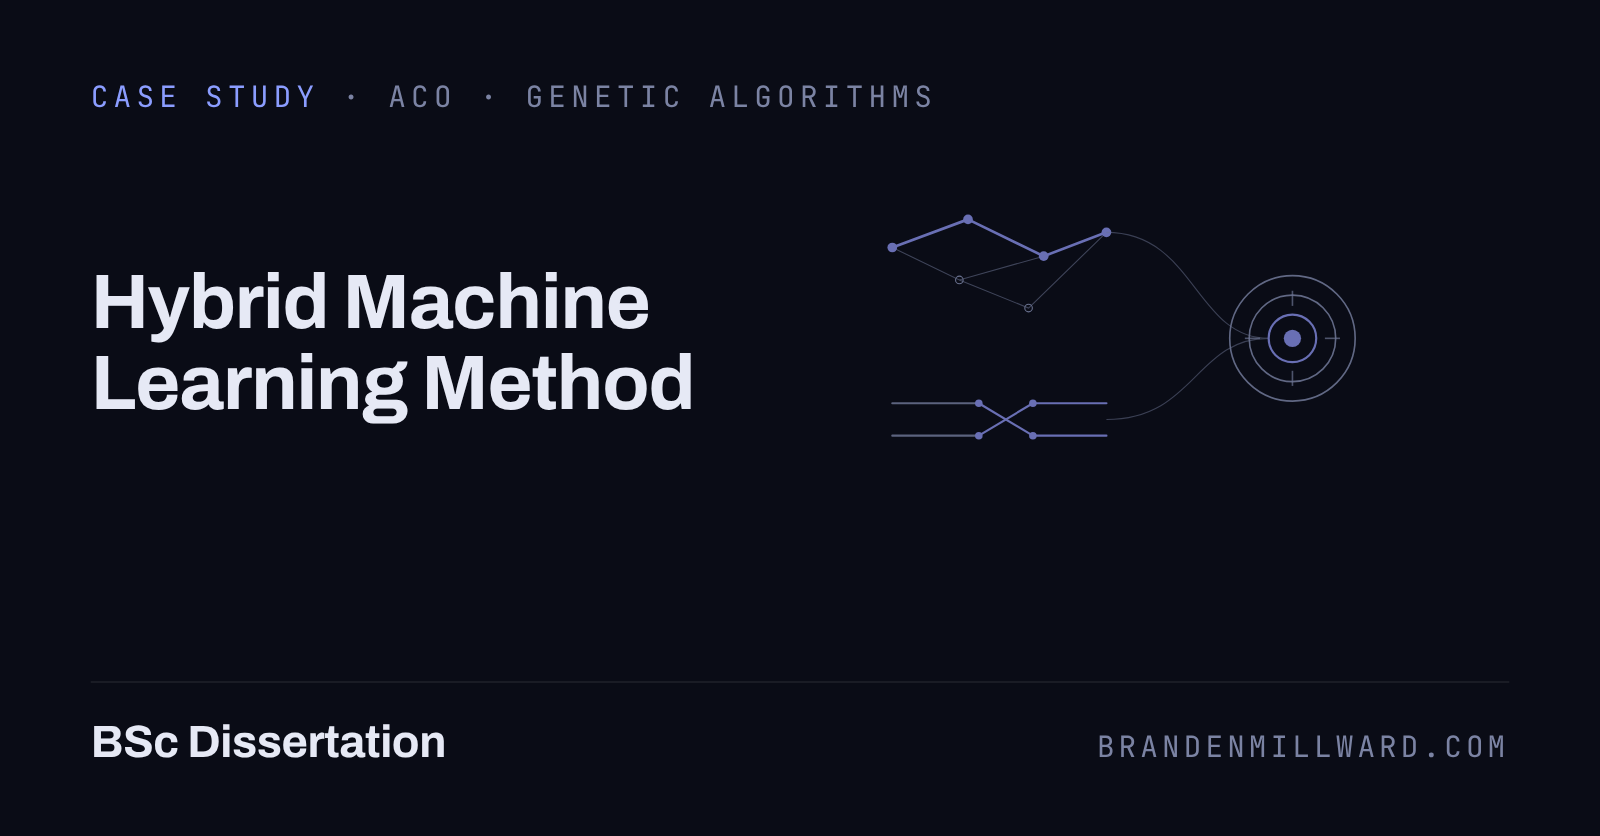 CASE STUDY · ACO · GENETIC ALGORITHMS
Hybrid Machine
Learning Method
BSc Dissertation
BRANDENMILLWARD.COM